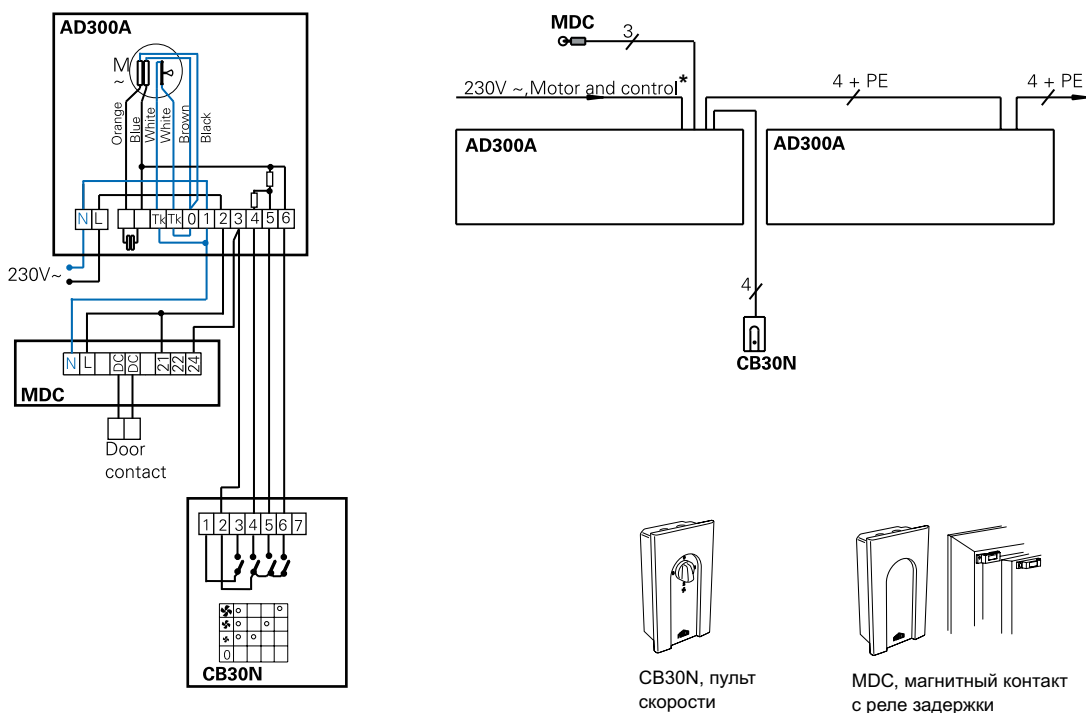 AD300A
M
~
Orange
Blue
White
White
Brown
Black
N L Tk Tk 0 1 2 3 4 5 6
230V~
N L DC DC 21 22 24
MDC
Door
contact
1 2 3 4 5 6 7
0
CB30N
MDC
3
230V ~, Motor and control*
4 + PE
4 + PE
AD300A
AD300A
4
CB30N
CB30N, пульт
скорости
MDC, магнитный контакт
с реле задержки